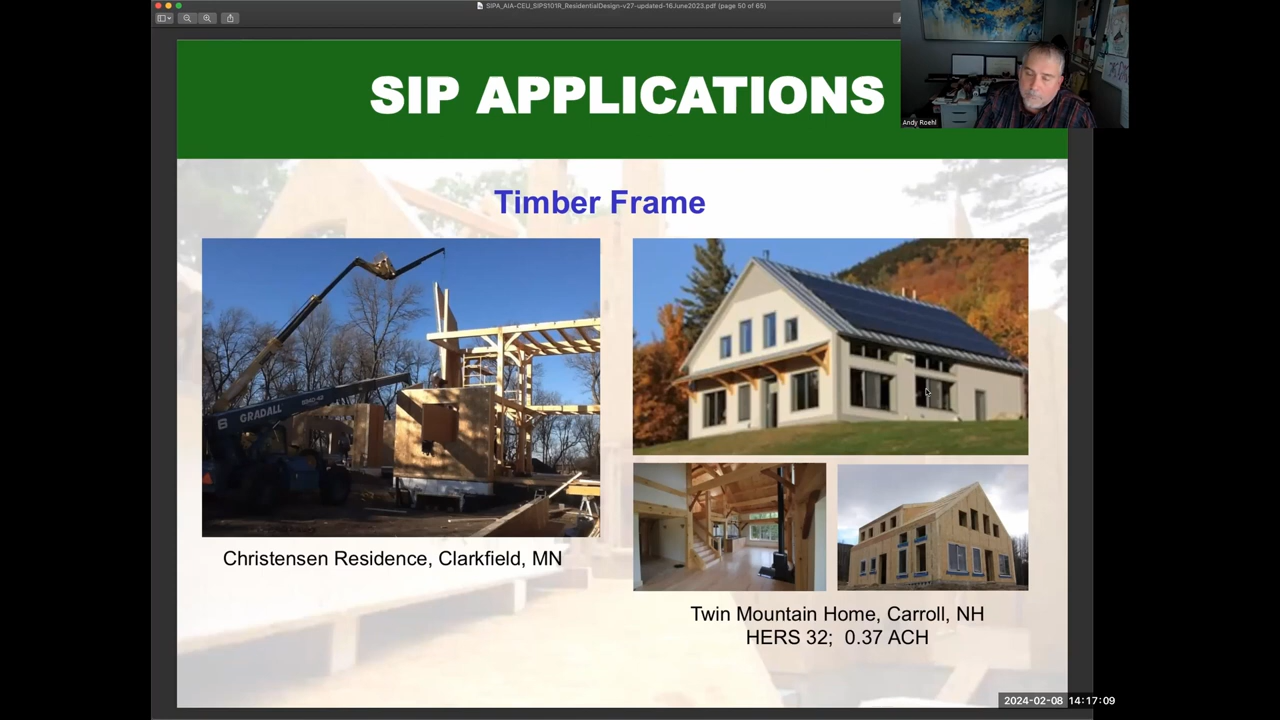 SIPA_AIA-CEU_SIPS101R_ResidentialDesign-v27-updated-16June2023.pdf (page 50 of 65)
SIP APPLICATIONS
Andy Roehl
Timber Frame
6 GRADALL
Christensen Residence, Clarkfield, MN
Twin Mountain Home, Carroll, NH
HERS 32; 0.37 ACH
2024-02-08 14:17:09